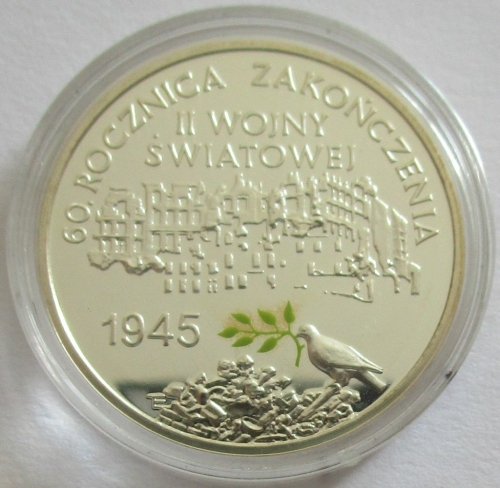 60. ROCZNICA ZAKOŃCZENIA
II WOJNY
ŚWIATOWEJ
1945